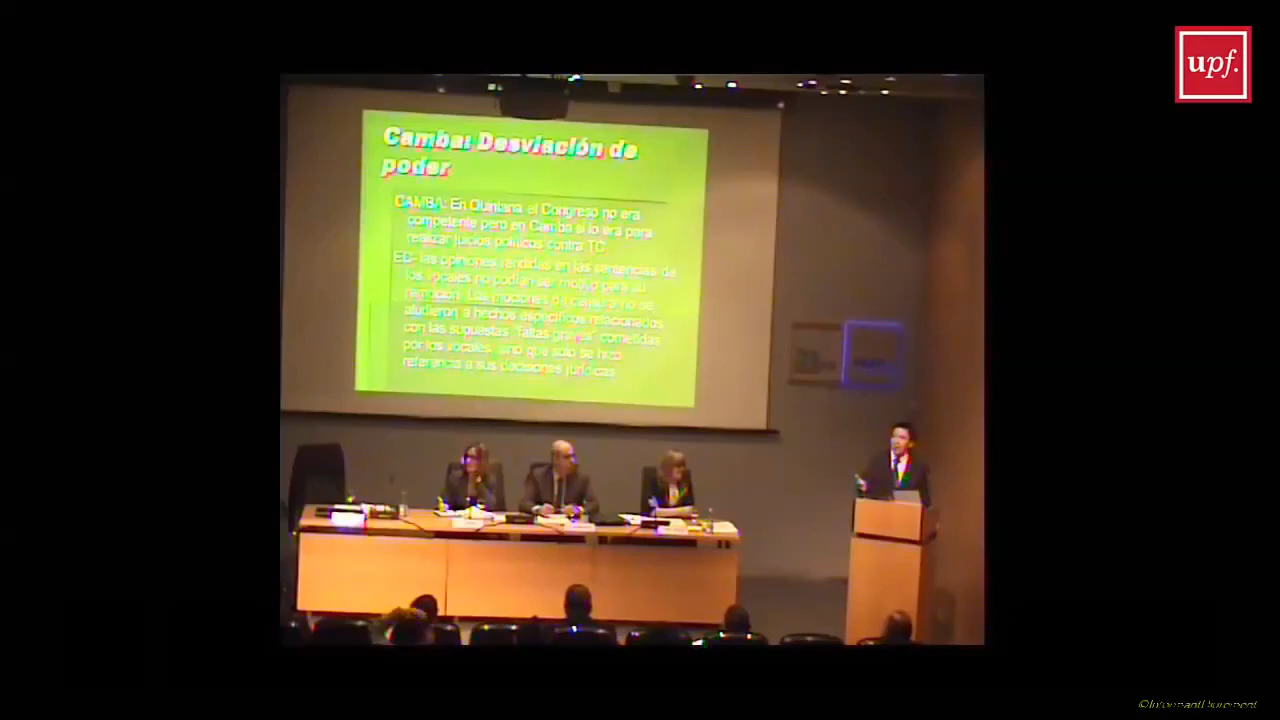 upf.
Camba: Desviación de
poder
CAMBA: En Quintana el Congreso no era
competente pero en Camba si lo era para
realizar juicios políticos contra TC
ED- las opiniones rendidas en las sentencias de
los vocales no podían ser motivo para su
remoción. Las mociones de censura no se
aludieron a hechos específicos relacionados
con las supuestas "faltas graves" cometidas
por los vocales, sino que solo se hizo
referencia a sus decisiones jurídicas